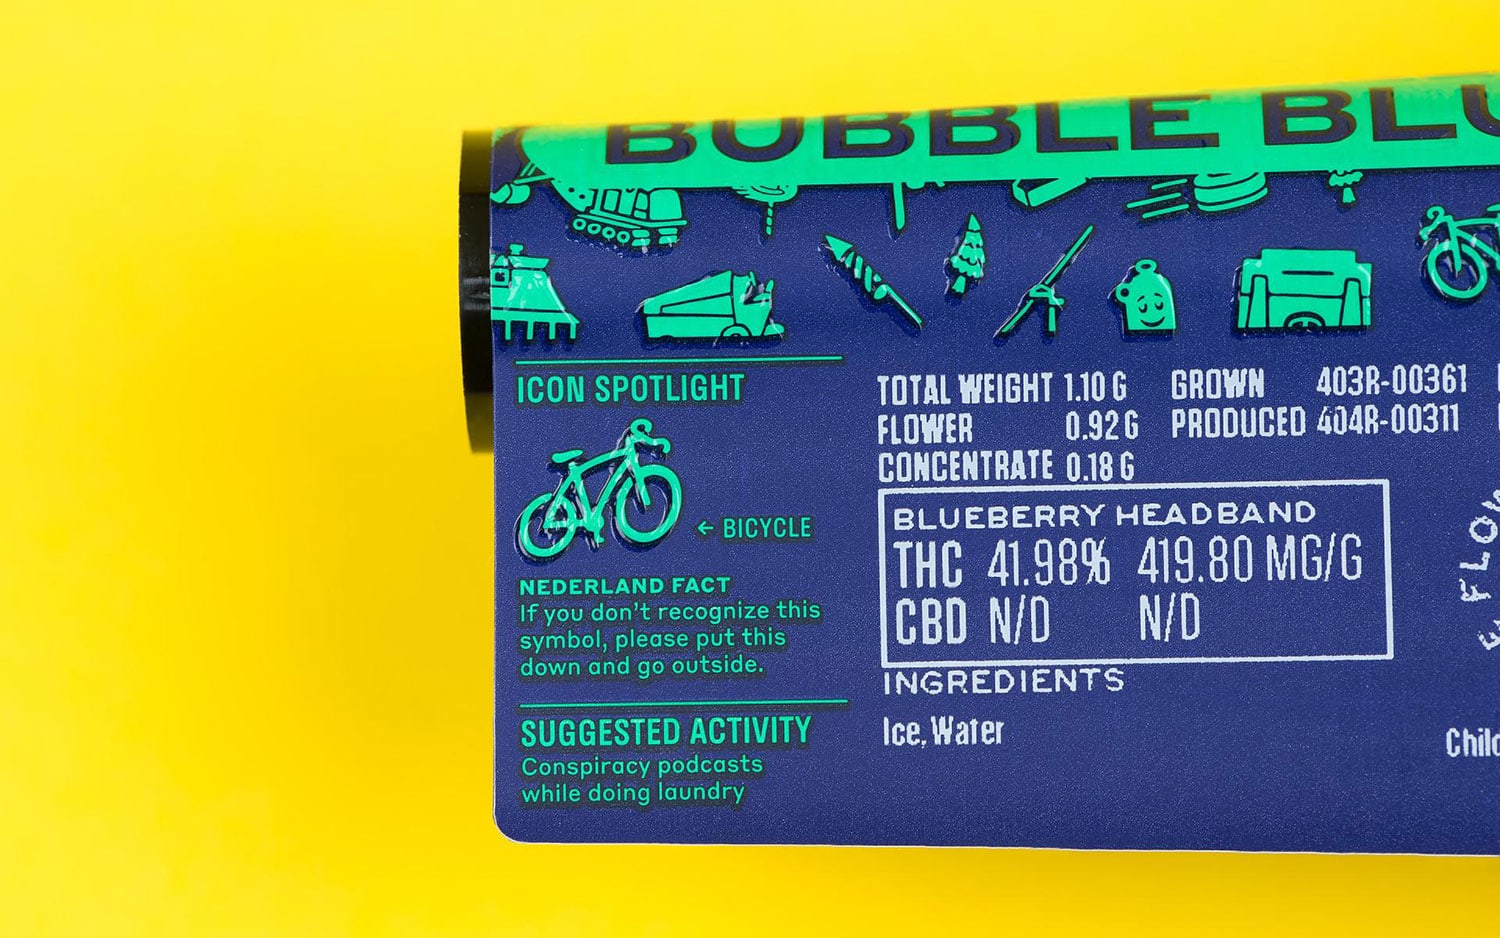 BUBBLE BLU
ICON SPOTLIGHT
← BICYCLE
NEDERLAND FACT
If you don't recognize this
symbol, please put this
down and go outside.
SUGGESTED ACTIVITY
Conspiracy podcasts
while doing laundry
TOTAL WEIGHT 1.10 G
FLOWER 0.92 G
CONCENTRATE 0.18 G
GROWN 403R-00361
PRODUCED 404R-00311
BLUEBERRY HEADBAND
THC 41.98% 419.80 MG/G
CBD N/D N/D
INGREDIENTS
Ice, Water